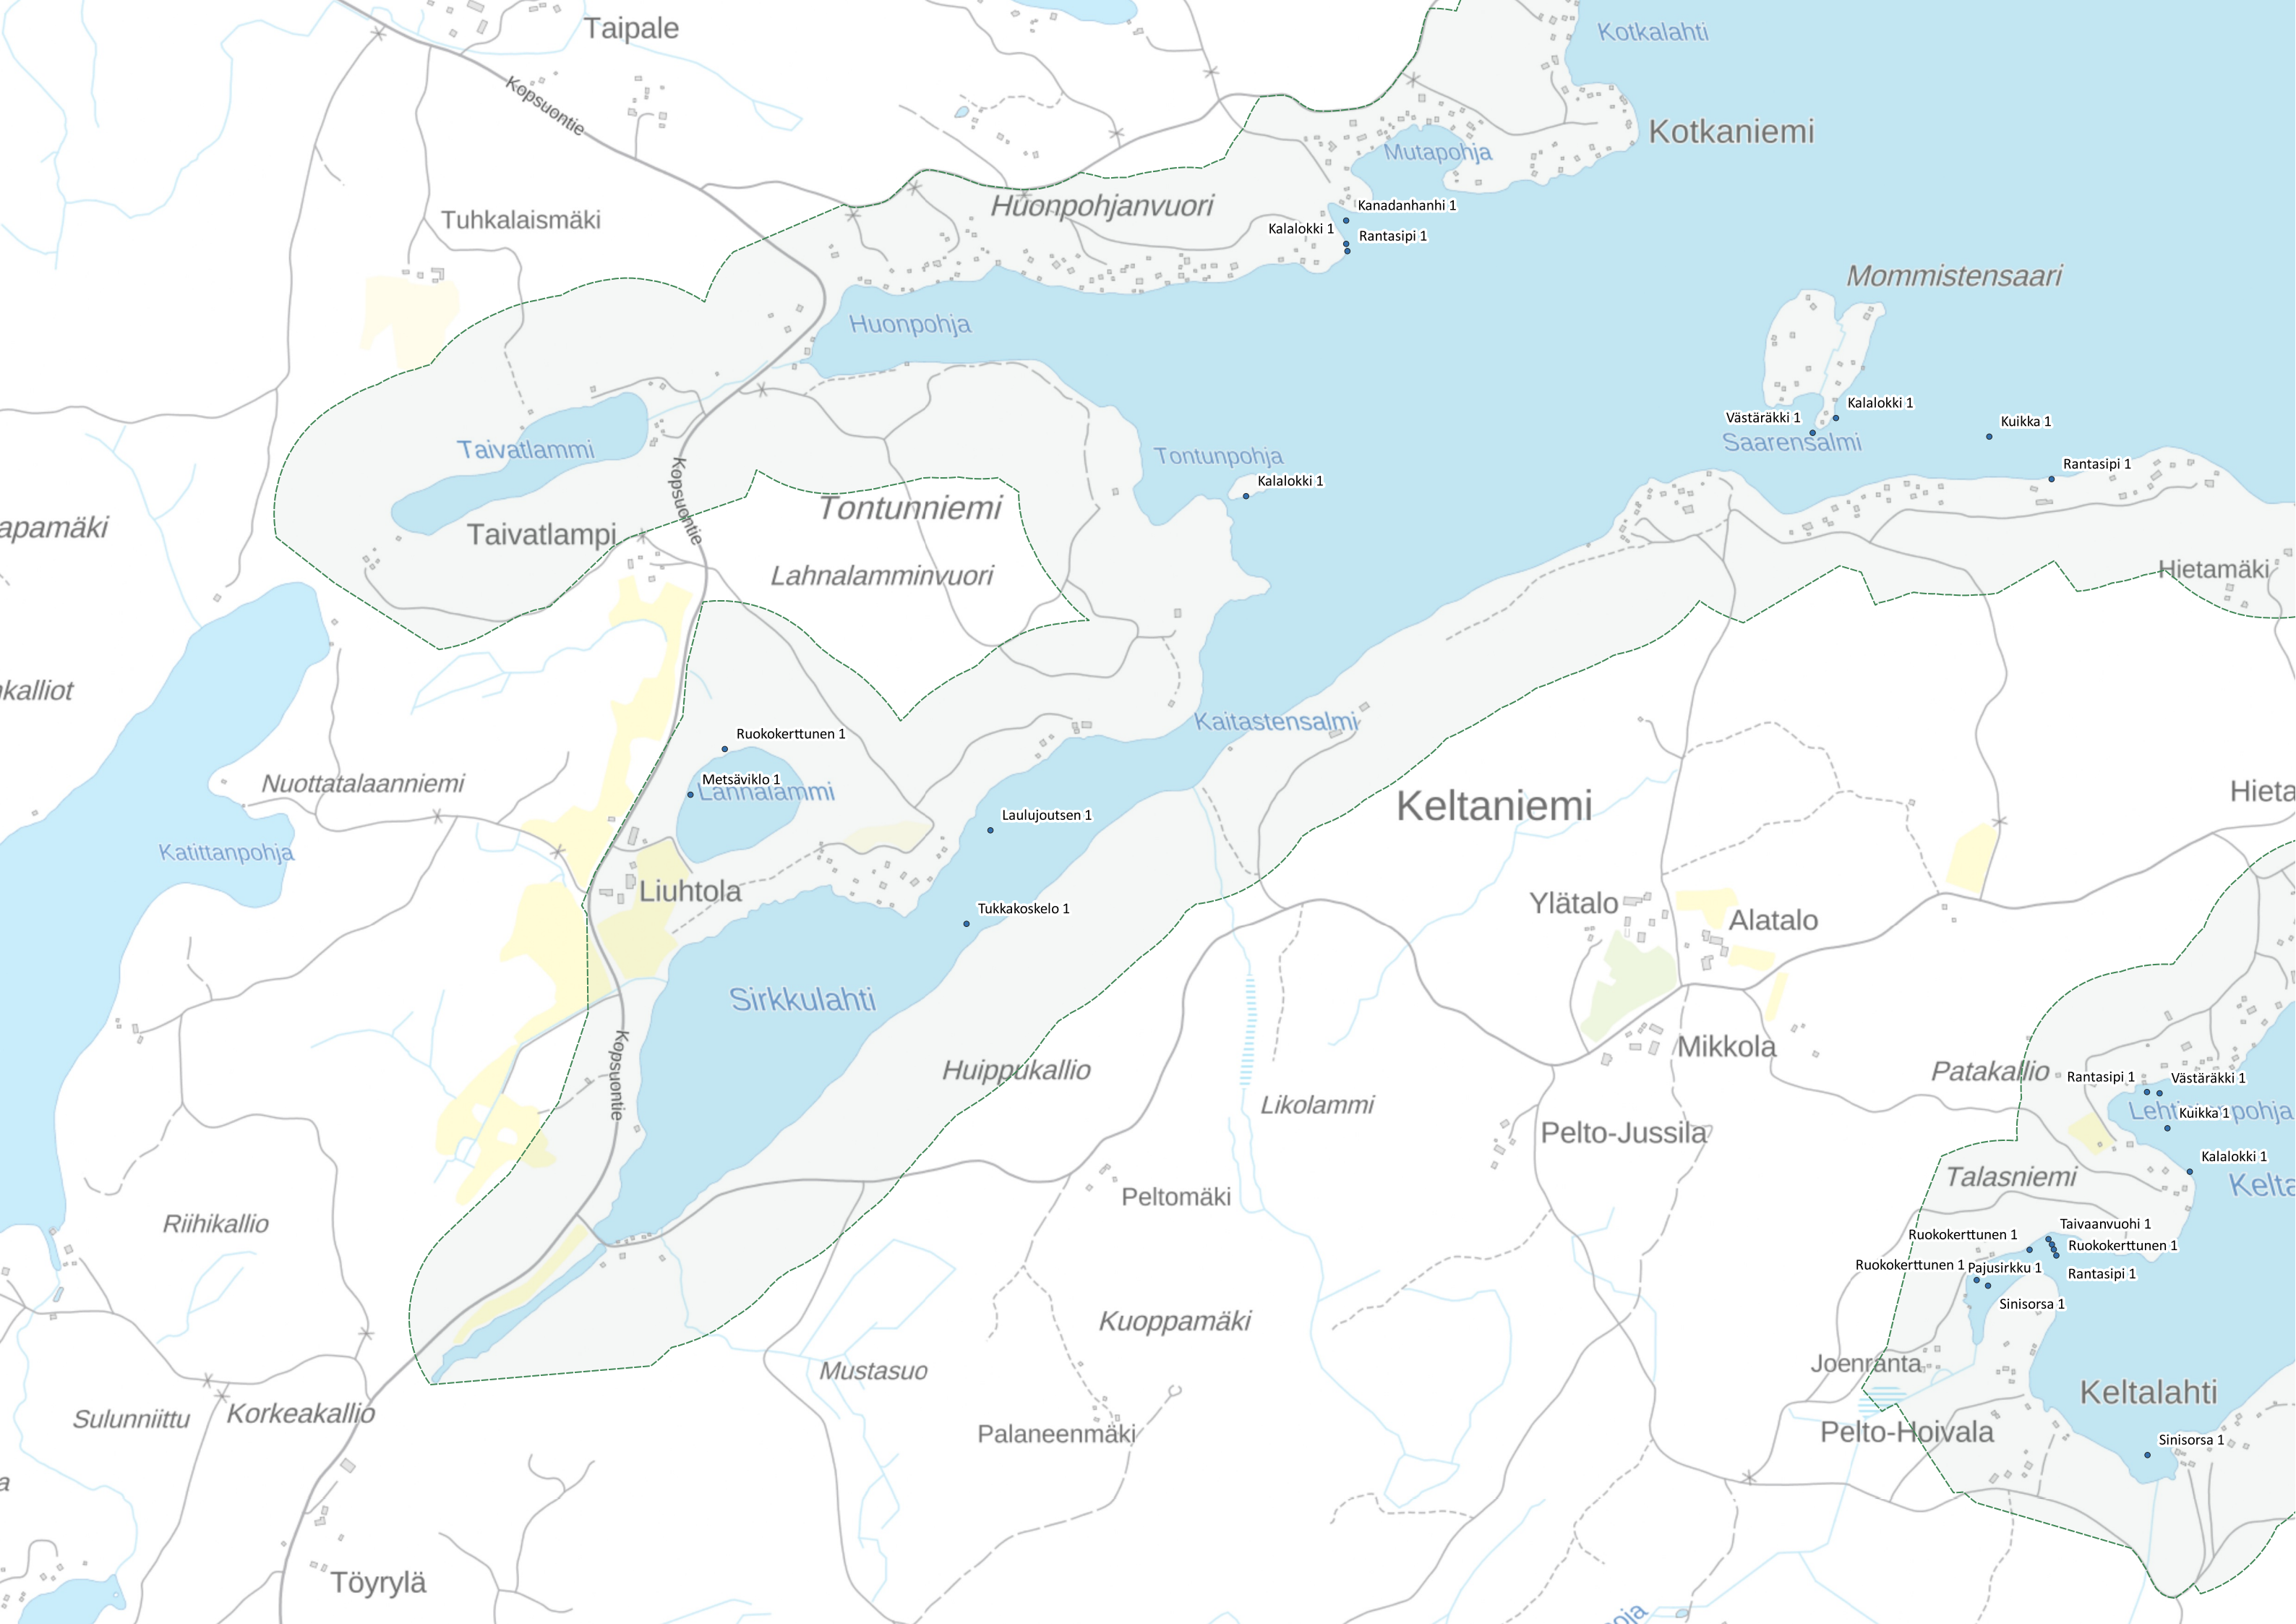 Taipale
Kotkalahti
Kopsuontie
Kotkaniemi
Mutapohja
Huonpohjanvuori
Kanadanhanhi 1
Tuhkalaismäki
Kalalokki 1
Rantasipi 1
Mommistensaari
Huonpohja
Kalalokki 1
Västäräkki 1
Kuikka 1
Saarensalmi
Taivatlammi
Tontunpohja
Rantasipi 1
Kalalokki 1
Kopsuontie
Tontunniemi
apamäki
Taivatlampi
Hietamäki
Lahnalamminvuori
kalliot
Kaitastensalmi
Ruokokerttunen 1
Nuottatalaanniemi
Metsäviklo 1
Lahnalammi
Hieta
Keltaniemi
Laulujoutsen 1
Katittanpohja
Liuhtola
Ylätalo
Tukkakoskelo 1
Alatalo
Sirkkulahti
Mikkola
Kopsuontie
Huippukallio
Patakallio
Rantasipi 1
Västäräkki 1
Likolammi
Kuikka 1
Pelto-Jussila
Kalalokki 1
Talasniemi
Kelta
Peltomäki
Riihikallio
Taivaanvuohi 1
Ruokokerttunen 1
Ruokokerttunen 1
Ruokokerttunen 1
Pajusirkku 1
Rantasipi 1
Sinisorsa 1
Kuoppamäki
Joenranta
Mustasuo
Keltalahti
Sulunniittu
Korkeakallio
Palaneenmäki
Pelto-Hoivala
Sinisorsa 1
a
Töyrylä
oja